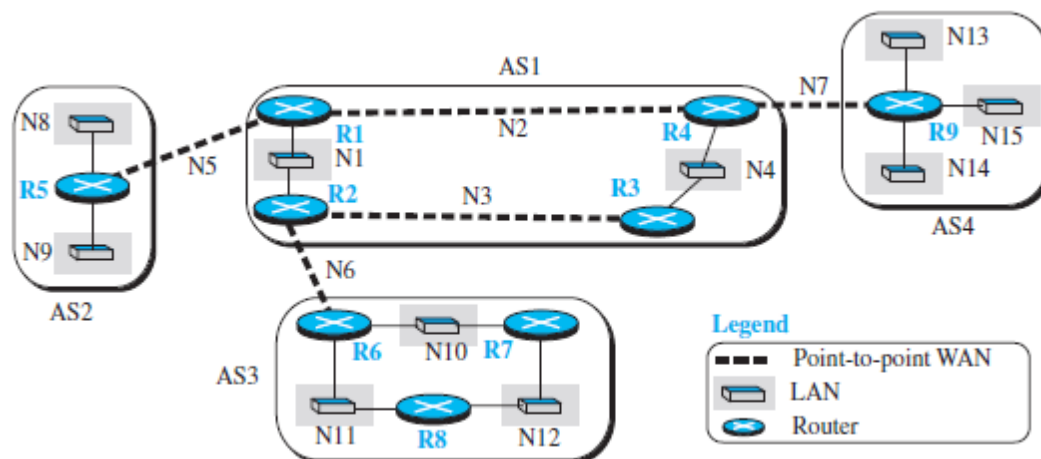 AS1
N13
N7
N8
R1
N2
R4
R9
N15
N5
N1
N4
N14
R5
R2
N3
R3
AS4
N9
N6
AS2
Legend
R6
N10
R7
Point-to-point WAN
AS3
LAN
N11
R8
N12
Router